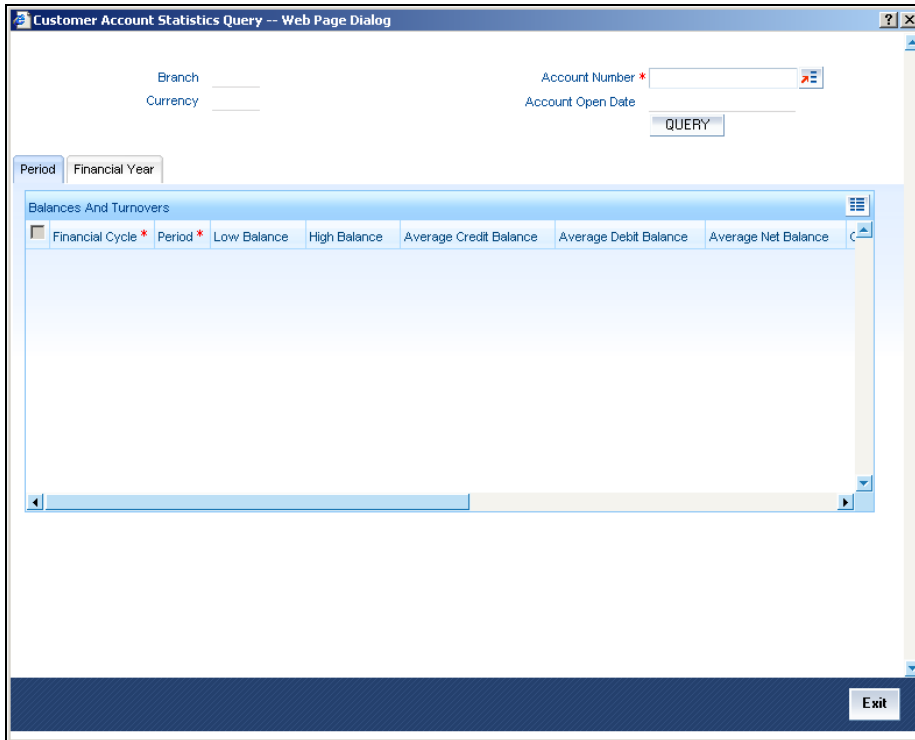 Customer Account Statistics Query -- Web Page Dialog
Branch
Account Number *
Currency
Account Open Date
QUERY
Period Financial Year
Balances And Turnovers
Financial Cycle * Period * Low Balance High Balance Average Credit Balance Average Debit Balance Average Net Balance
Exit